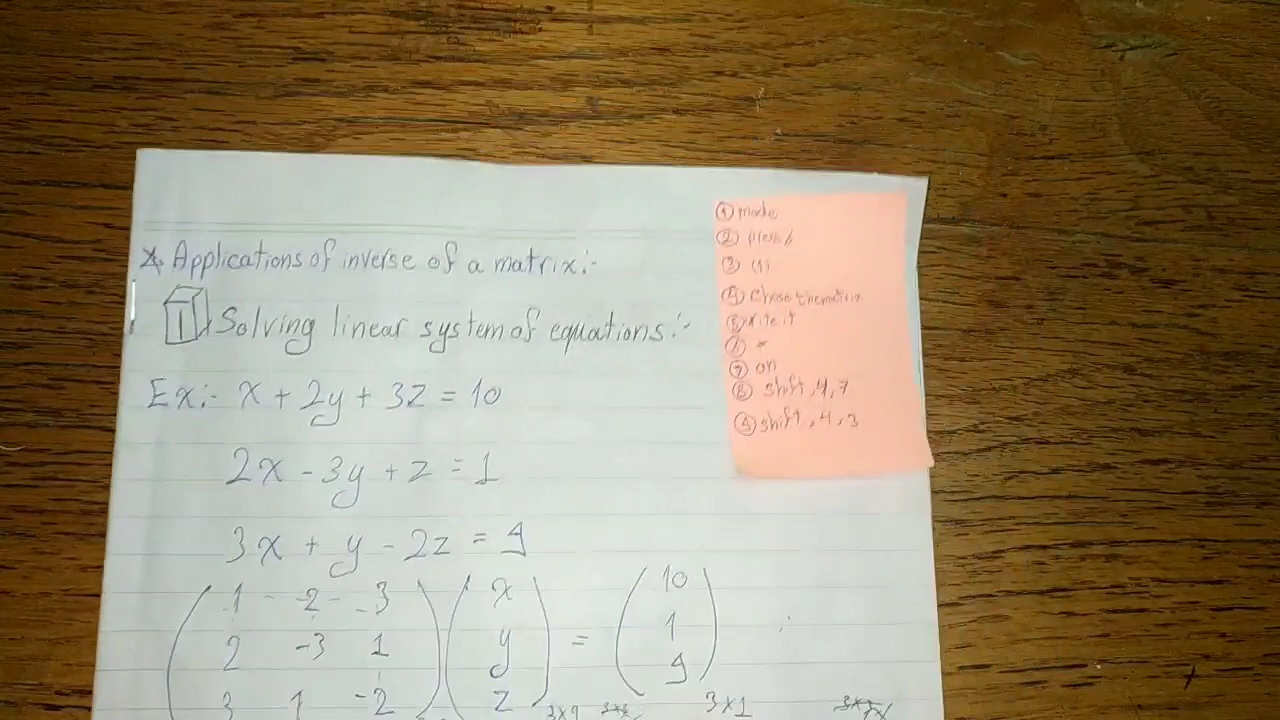 Applications of inverse of a matrix:-
1 Solving linear system of equations:-
Ex:- x + 2y + 3z = 10
2x - 3y + z = 1
3x + y - 2z = 9
1 - 2 - 3
2 -3 1
3 1 -2
x
y
z
=
10
1
9
3x1
① mode
② press 6
③ (1)
④ Chose the matrix
write it
⑥ =
⑦ on
⑧ shift, 4, 7
⑨ shift, 4, 3